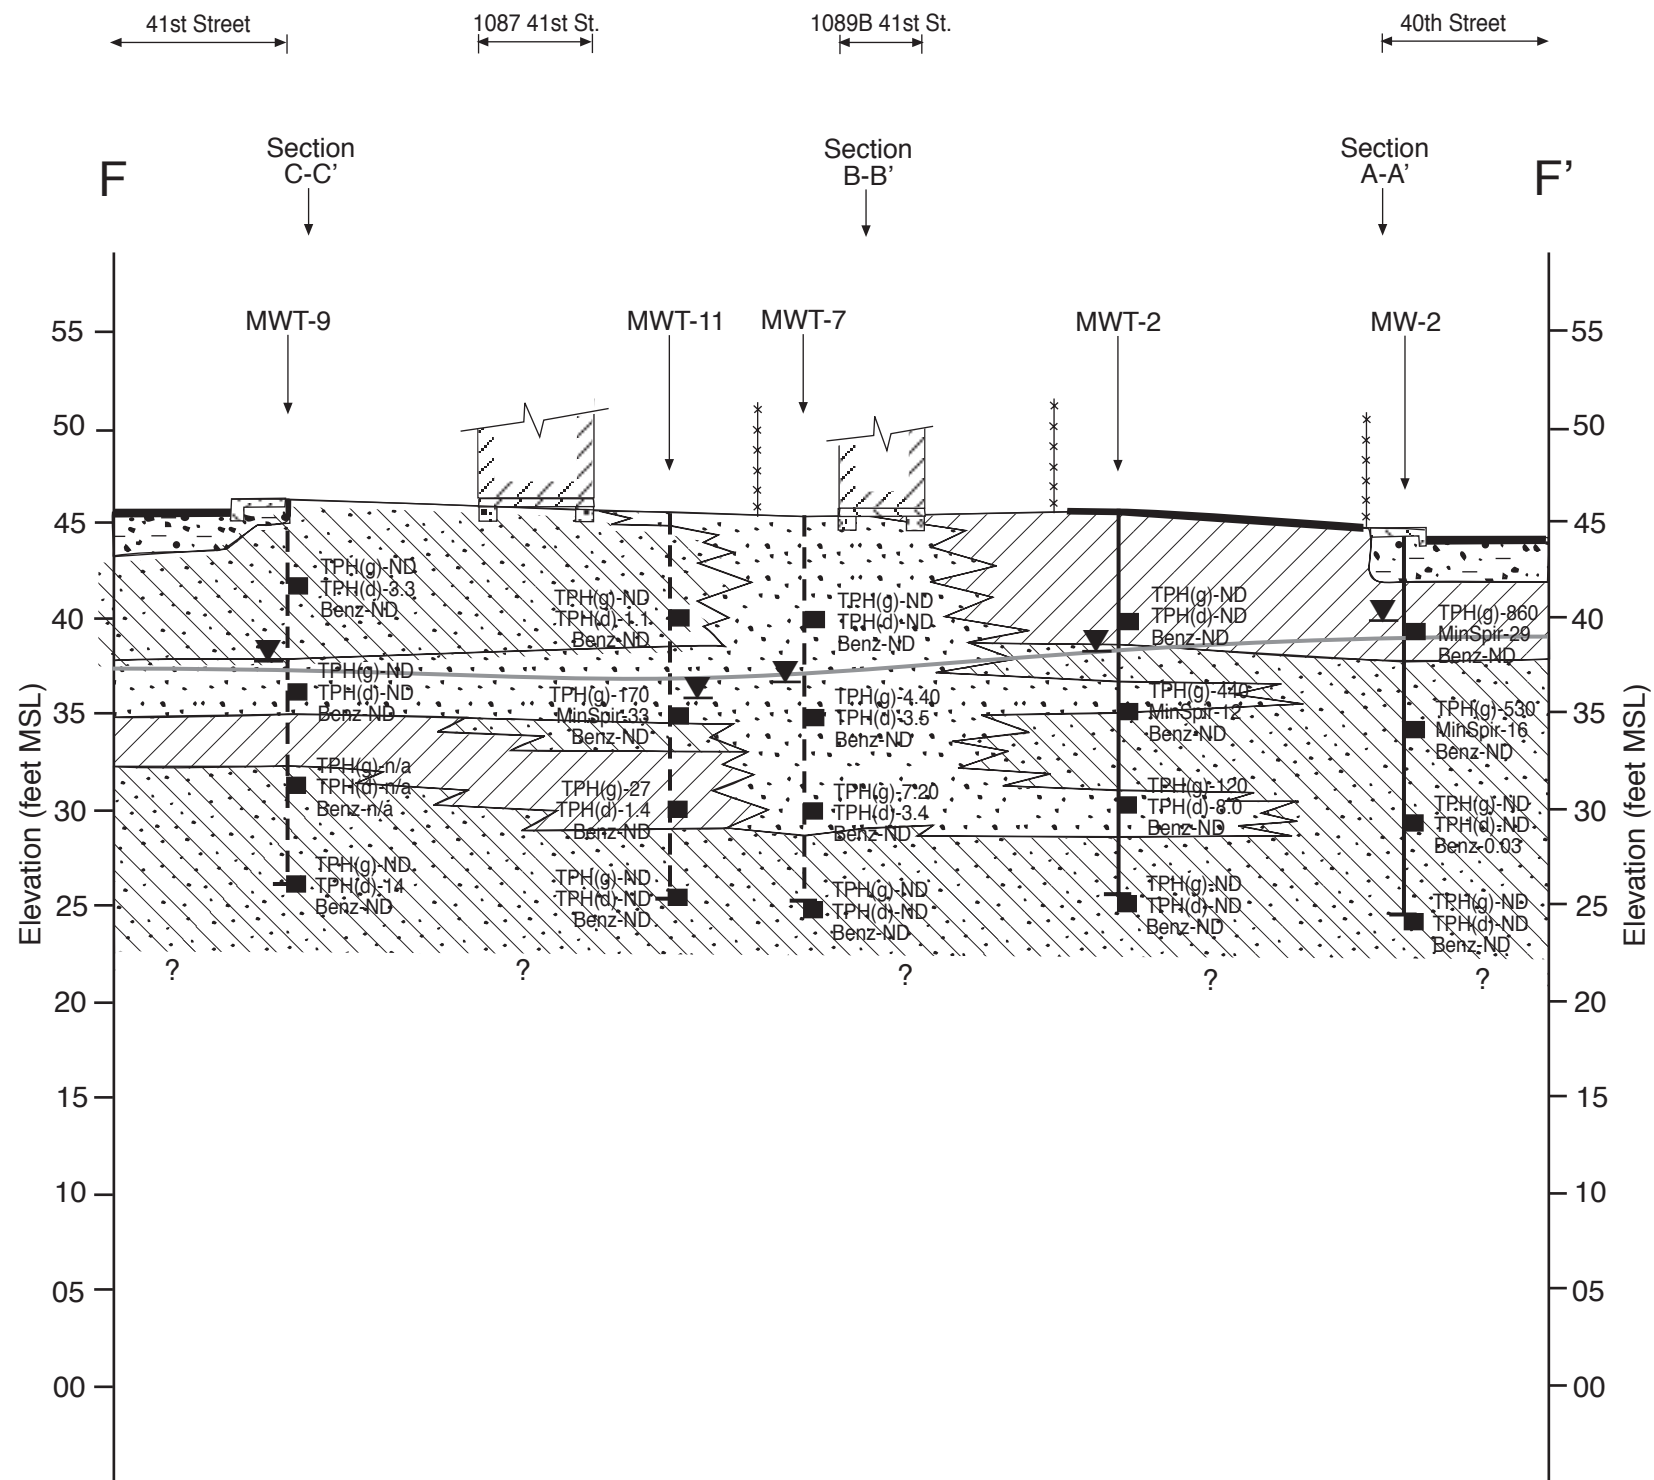 41st Street
1087 41st St.
1089B 41st St.
40th Street
F
Section
C-C’
Section
B-B’
Section
A-A’
F’
MWT-9
MWT-11
MWT-7
MWT-2
MW-2
Elevation (feet MSL)
55
50
45
40
35
30
25
20
15
10
05
00
TPH(g)-ND
TPH(d)-3.3
Benz-ND
TPH(g)-ND
TPH(d)-ND
Benz-ND
TPH(g)-n/a
TPH(d)-n/a
Benz-n/a
TPH(g)-ND
TPH(d)-14
Benz-ND
TPH(g)-ND
TPH(d)-1.1
Benz-ND
TPH(g)-170
MinSpir-33
Benz-ND
TPH(g)-27
TPH(d)-1.4
Benz-ND
TPH(g)-ND
TPH(d)-ND
Benz-ND
TPH(g)-ND
TPH(d)-ND
Benz-ND
TPH(g)-4.40
TPH(d)-3.5
Benz-ND
TPH(g)-7.20
TPH(d)-3.4
Benz-ND
TPH(g)-ND
TPH(d)-ND
Benz-ND
TPH(g)-ND
TPH(d)-ND
Benz-ND
TPH(g)-440
MinSpir-12
Benz-ND
TPH(g)-120
TPH(d)-8.0
Benz-ND
TPH(g)-ND
TPH(d)-ND
Benz-ND
TPH(g)-860
MinSpir-29
Benz-ND
TPH(g)-530
MinSpir-16
Benz-ND
TPH(g)-ND
TPH(d)-ND
Benz-0.03
TPH(g)-ND
TPH(d)-ND
Benz-ND
?
?
?
?
?
55
50
45
40
35
30
25
20
15
10
05
00
Elevation (feet MSL)